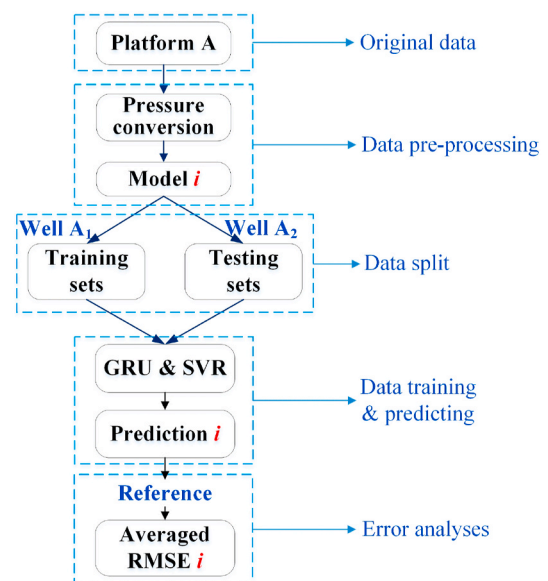 Platform A
Original data
Pressure
conversion
Data pre-processing
Model i
Well A1
Well A2
Training
sets
Testing
sets
Data split
GRU & SVR
Data training
& predicting
Prediction i
Reference
Averaged
RMSE i
Error analyses